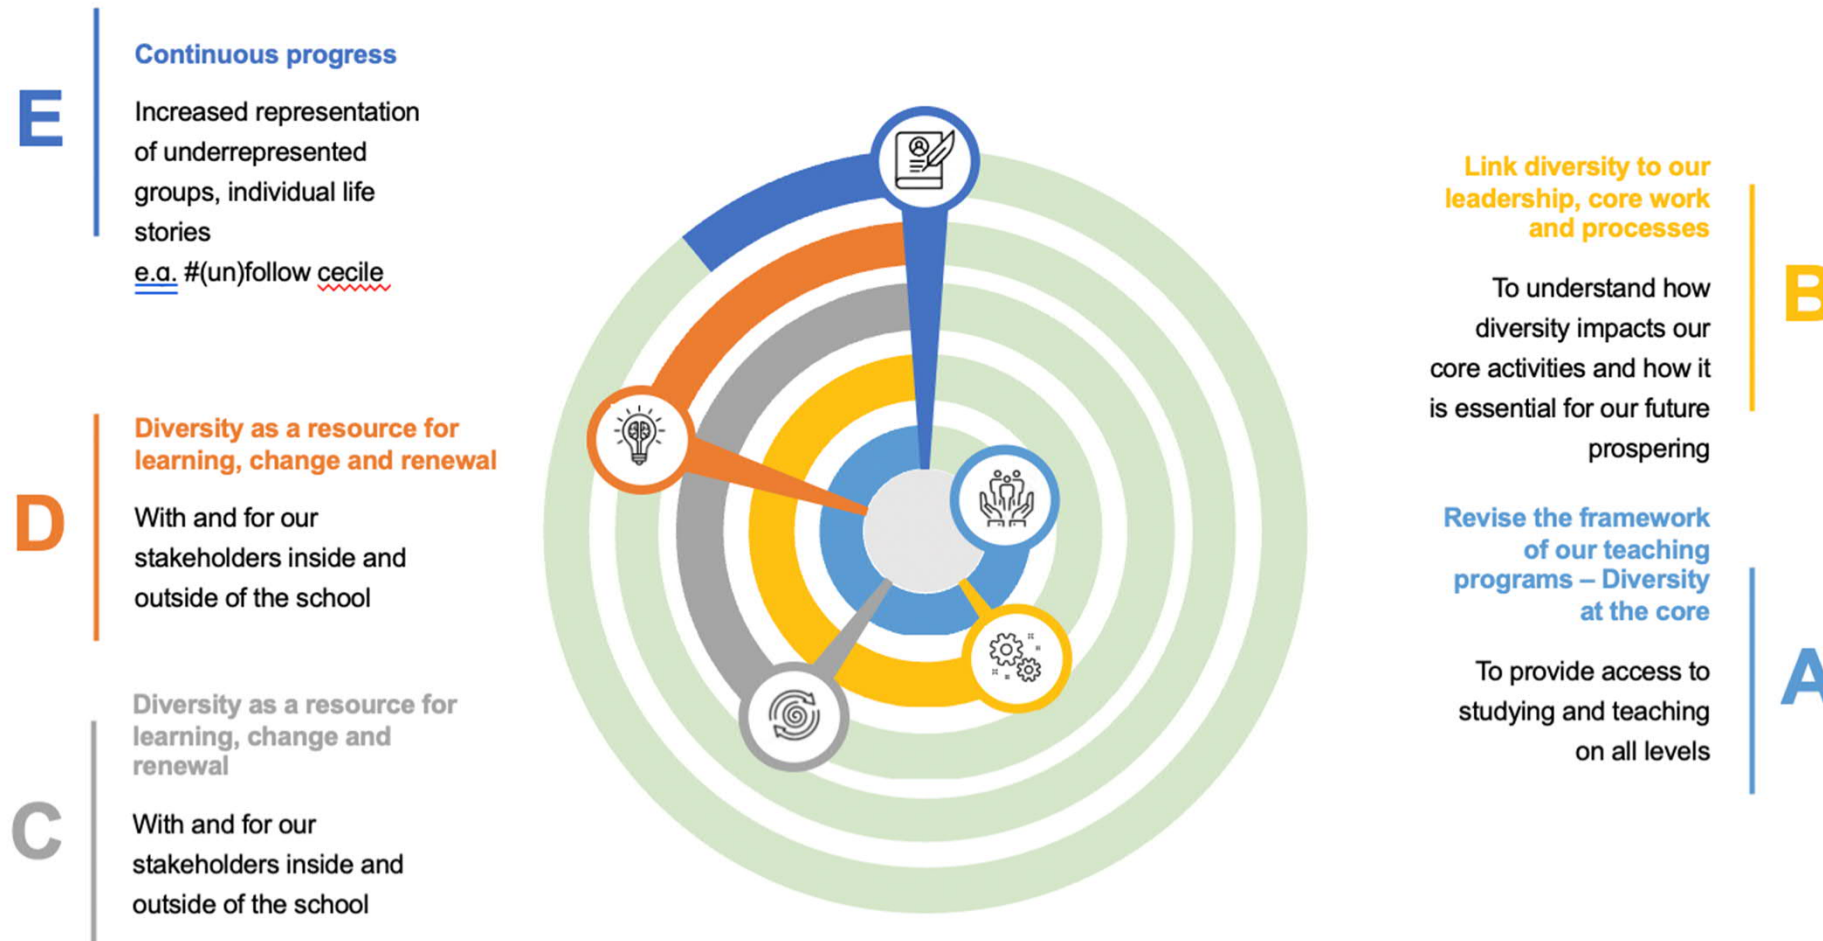 E
Continuous progress
Increased representation
of underrepresented
groups, individual life
stories
e.a. #(un)follow cecile
D
Diversity as a resource for
learning, change and renewal
With and for our
stakeholders inside and
outside of the school
C
Diversity as a resource for
learning, change and
renewal
With and for our
stakeholders inside and
outside of the school
Link diversity to our
leadership, core work
and processes
To understand how
diversity impacts our
core activities and how it
is essential for our future
prospering
B
Revise the framework
of our teaching
programs – Diversity
at the core
To provide access to
studying and teaching
on all levels
A